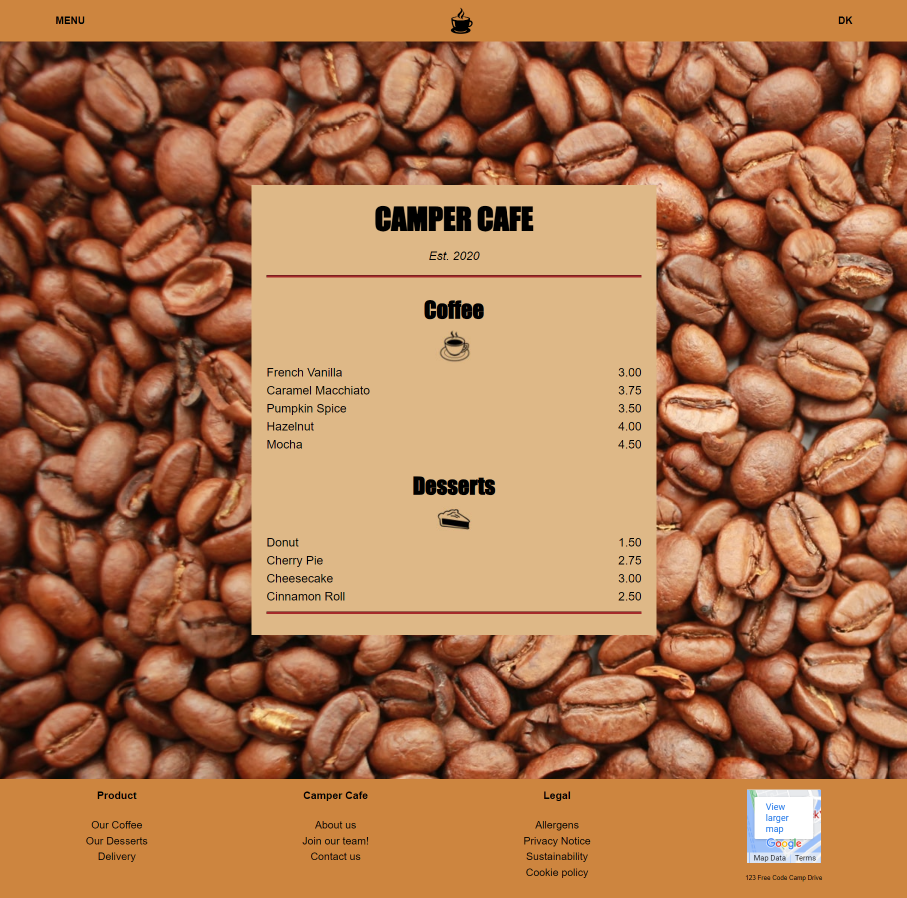 MENU
DK
CAMPER CAFE
Est. 2020
Coffee
French Vanilla 3.00
Caramel Macchiato 3.75
Pumpkin Spice 3.50
Hazelnut 4.00
Mocha 4.50
Desserts
Donut 1.50
Cherry Pie 2.75
Cheesecake 3.00
Cinnamon Roll 2.50
Product
Our Coffee
Our Desserts
Delivery
Camper Cafe
About us
Join our team!
Contact us
Legal
Allergens
Privacy Notice
Sustainability
Cookie policy
View
larger
map
Google
Map Data Terms
123 Free Code Camp Drive